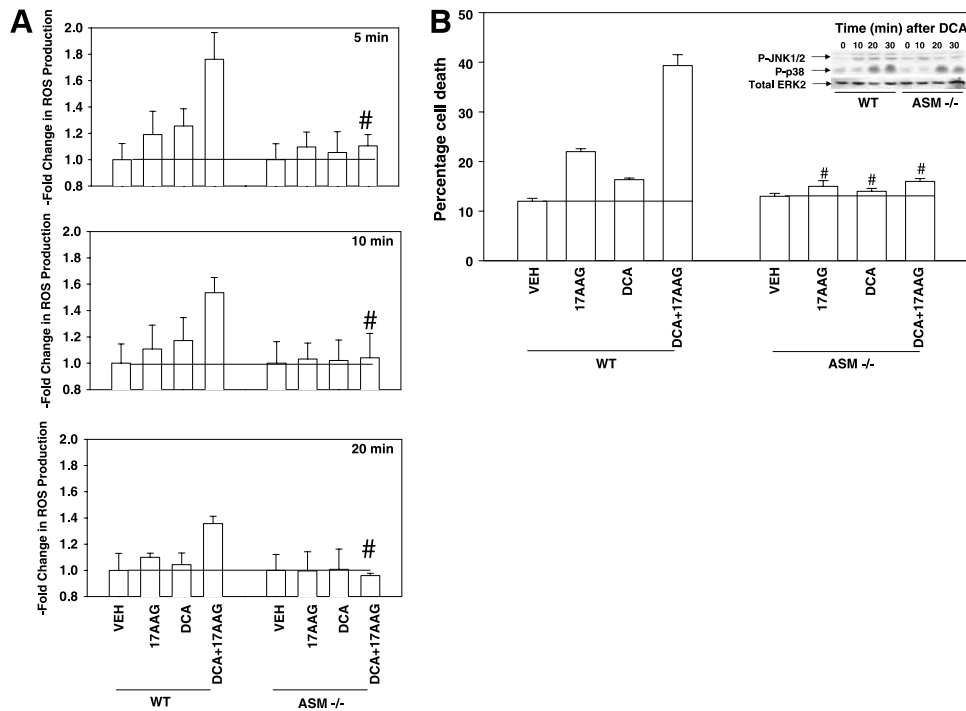 A
-Fold Change in ROS Production
2.0
1.8
1.6
1.4
1.2
1.0
0.8
5 min
#
-Fold Change in ROS Production
2.0
1.8
1.6
1.4
1.2
1.0
0.8
10 min
#
-Fold Change in ROS Production
2.0
1.8
1.6
1.4
1.2
1.0
0.8
20 min
#
VEH
17AAG
DCA
DCA+17AAG
VEH
17AAG
DCA
DCA+17AAG
WT
ASM -/-
B
Percentage cell death
50
40
30
20
10
0
Time (min) after DCA
0 10 20 30 0 10 20 30
P-JNK1/2
P-p38
Total ERK2
WT
ASM -/-
#
#
#
VEH
17AAG
DCA
DCA+17AAG
VEH
17AAG
DCA
DCA+17AAG
WT
ASM -/-